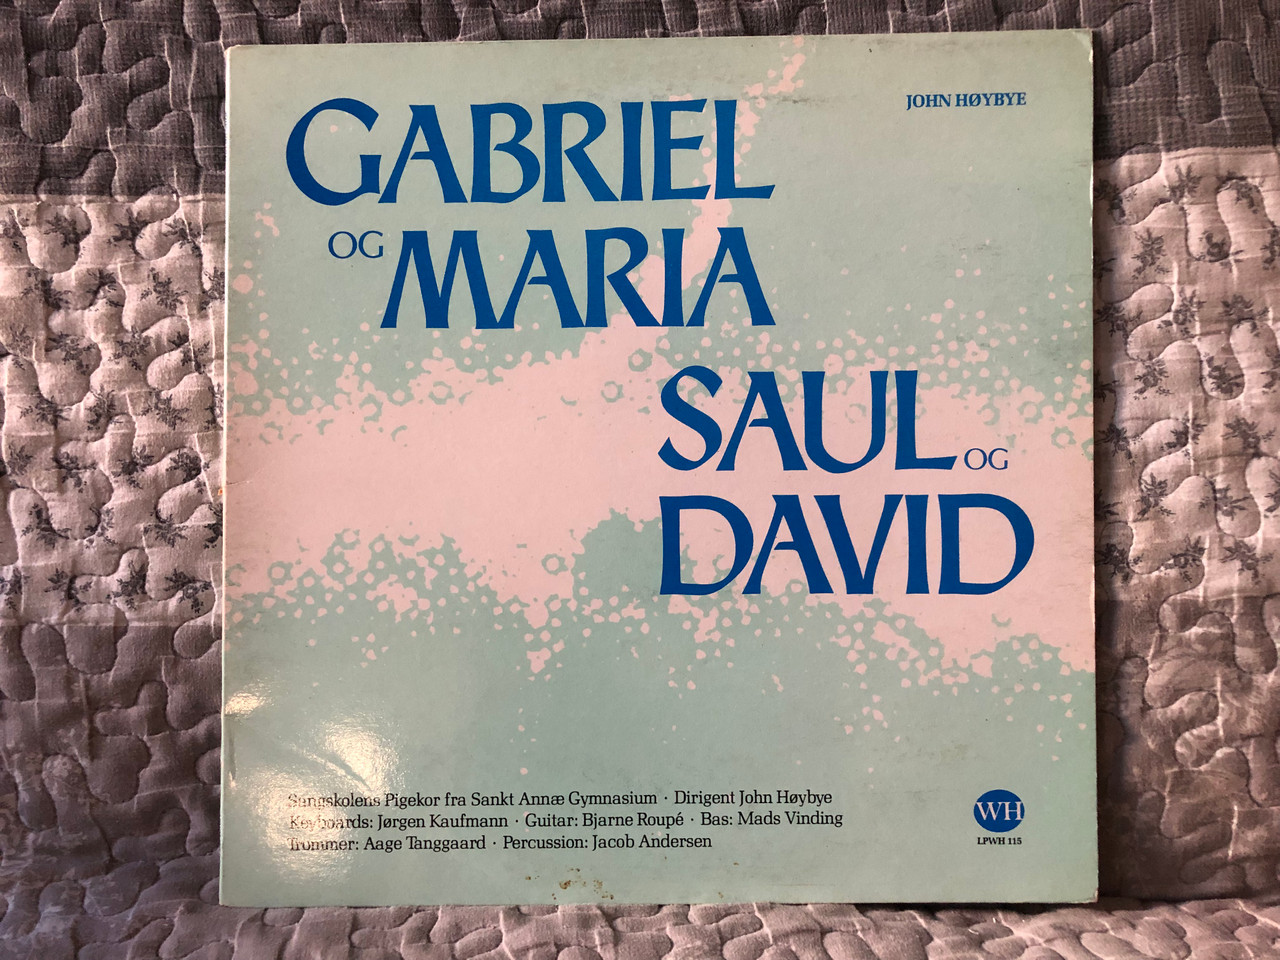 JOHN HØYBYE
GABRIEL
OG MARIA
SAUL OG
DAVID
Sangskolens Pigekor fra Sankt Annæ Gymnasium · Dirigent John Høybye
Keyboards: Jørgen Kaufmann · Guitar: Bjarne Roupé · Bas: Mads Vinding
Trommer: Aage Tanggaard · Percussion: Jacob Andersen
WH
LPWH 115